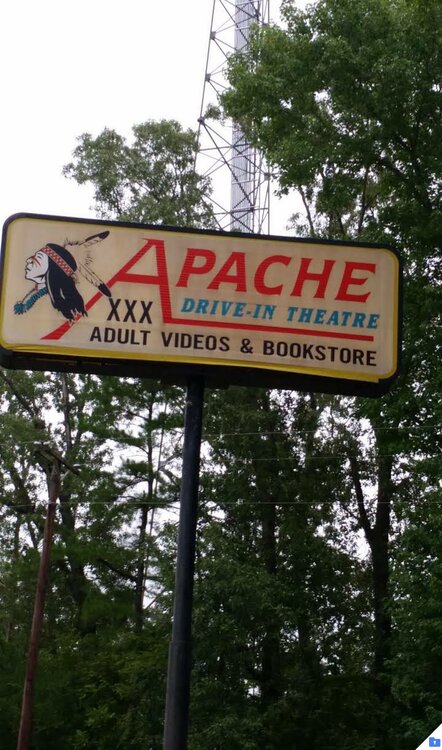 APACHE
XXX DRIVE-IN THEATRE
ADULT VIDEOS & BOOKSTORE